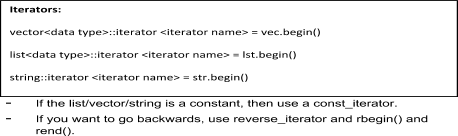 Iterators:
vector<data type>::iterator <iterator name> = vec.begin()
list<data type>::iterator <iterator name> = lst.begin()
string::iterator <iterator name> = str.begin()
- If the list/vector/string is a constant, then use a const_iterator.
- If you want to go backwards, use reverse_iterator and rbegin() and
rend().